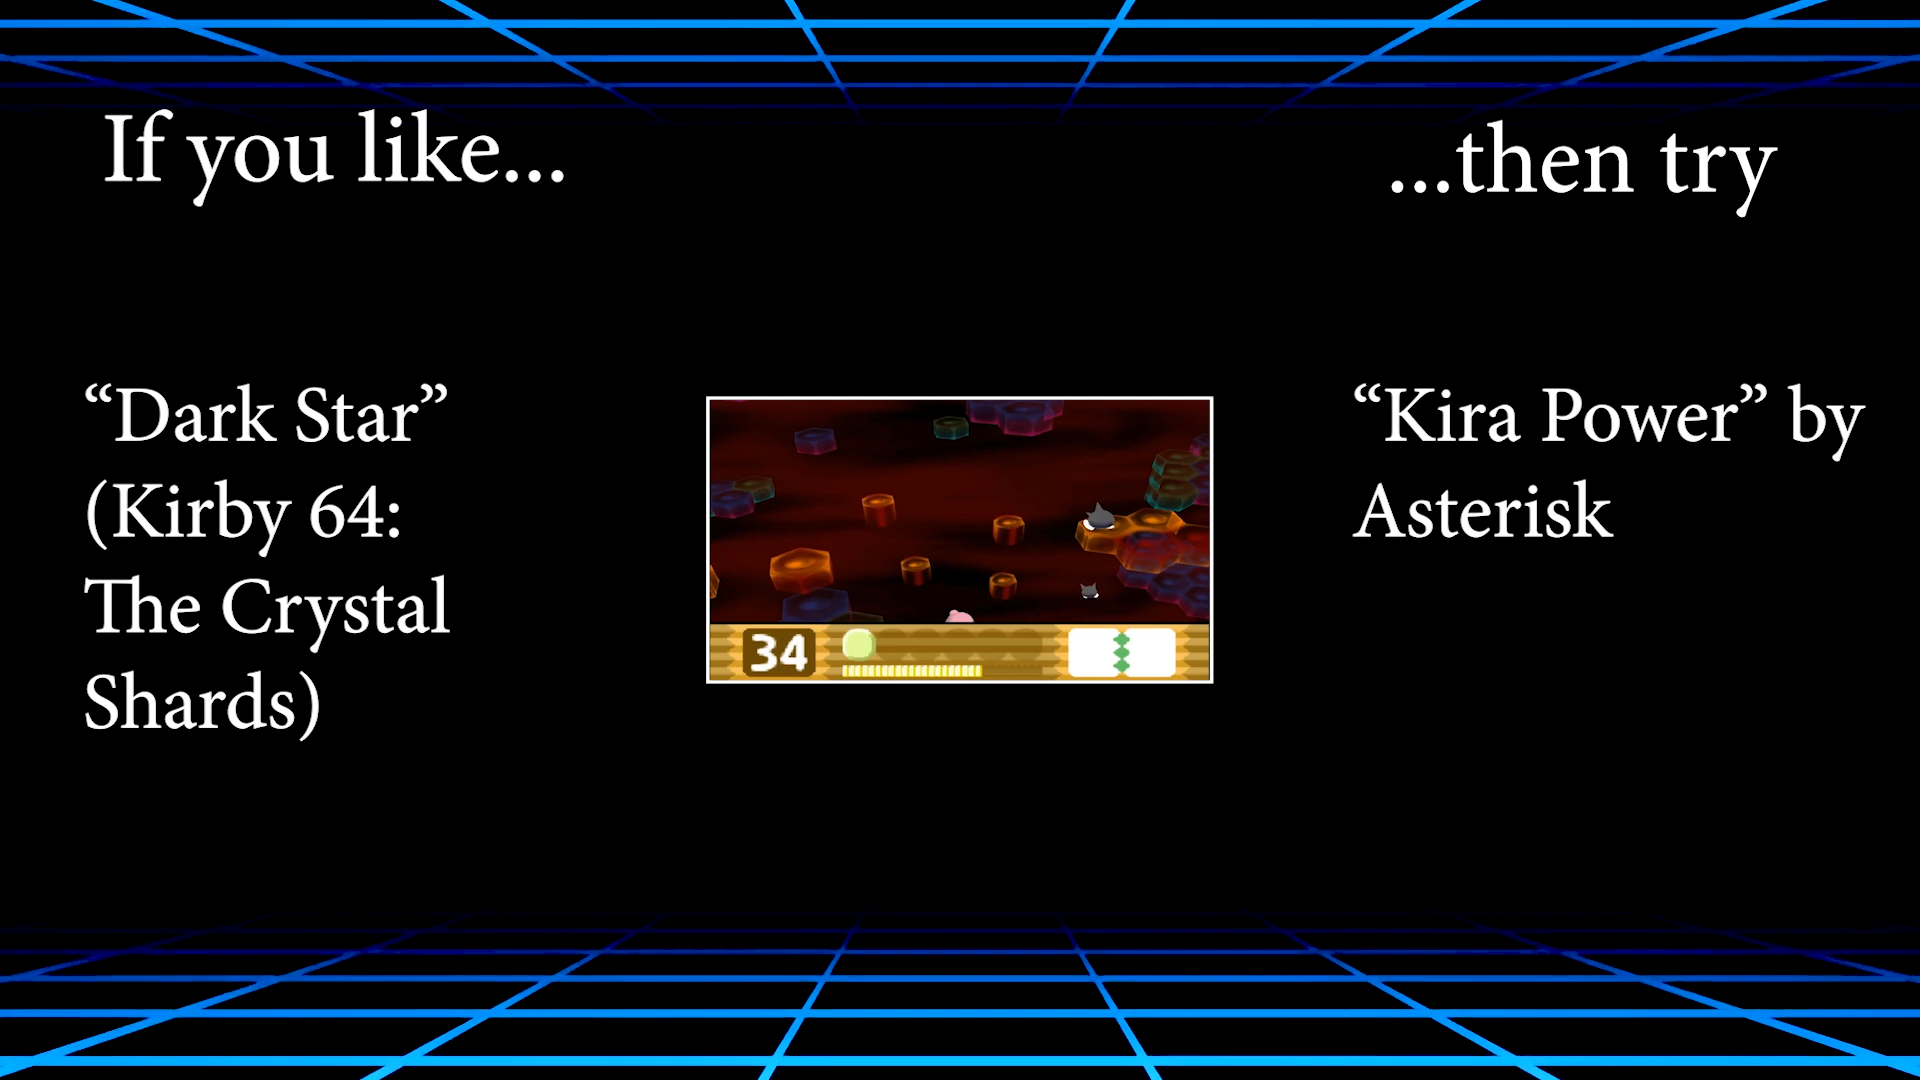 If you like...
...then try
“Dark Star”
(Kirby 64:
The Crystal
Shards)
34
“Kira Power” by
Asterisk